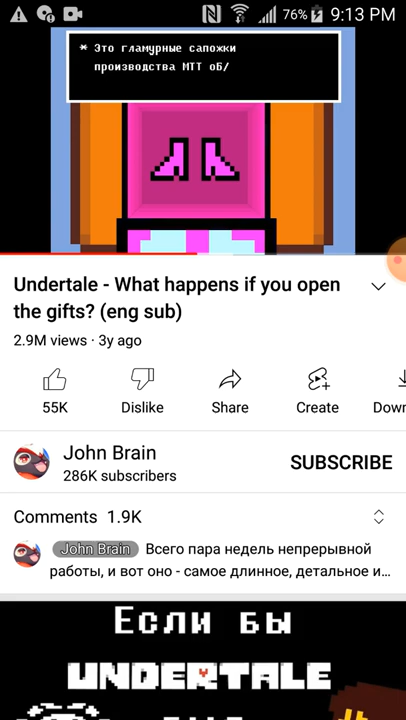 76% 9:13 PM
* Это гламурные сапожки
производства МТТ об/
Undertale - What happens if you open
the gifts? (eng sub)
2.9M views · 3y ago
55K Dislike Share Create Down
John Brain SUBSCRIBE
286K subscribers
Comments 1.9K
John Brain Всего пара недель непрерывной
работы, и вот оно - самое длинное, детальное и...
Если бы
UNDERTALE